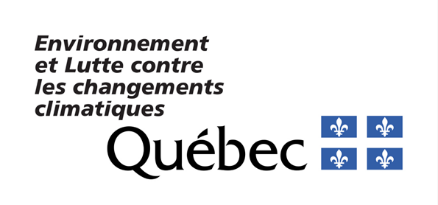 Environnement
et Lutte contre
les changements
climatiques
Québec